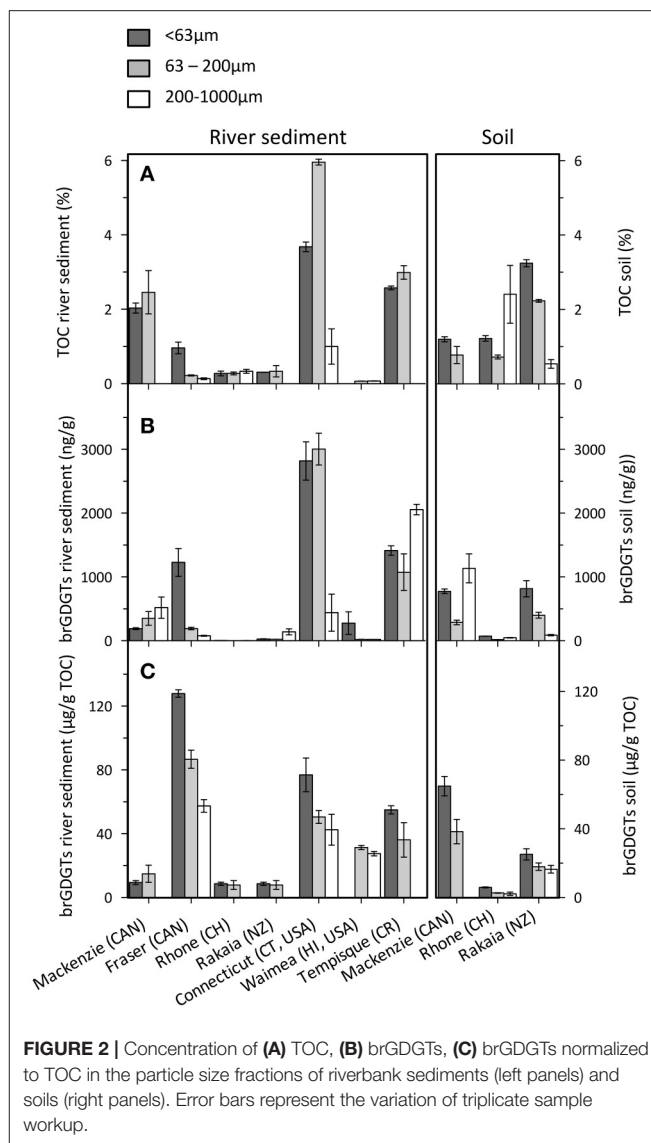 <63µm
63 – 200µm
200-1000µm
River sediment
Soil
A
6
4
2
0
TOC river sediment (%)
6
4
2
0
TOC soil (%)
B
3000
2000
1000
0
brGDGTs river sediment (ng/g)
3000
2000
1000
0
brGDGTs soil (ng/g))
C
120
80
40
0
brGDGTs river sediment (µg/g TOC)
120
80
40
0
brGDGTs soil (µg/g TOC)
Mackenzie (CAN)
Fraser (CAN)
Rhone (CH)
Rakaia (NZ)
Connecticut (CT, USA)
Waimea (HI, USA)
Tempisque (CR)
Mackenzie (CAN)
Rhone (CH)
Rakaia (NZ)
FIGURE 2 | Concentration of (A) TOC, (B) brGDGTs, (C) brGDGTs normalized
to TOC in the particle size fractions of riverbank sediments (left panels) and
soils (right panels). Error bars represent the variation of triplicate sample
workup.